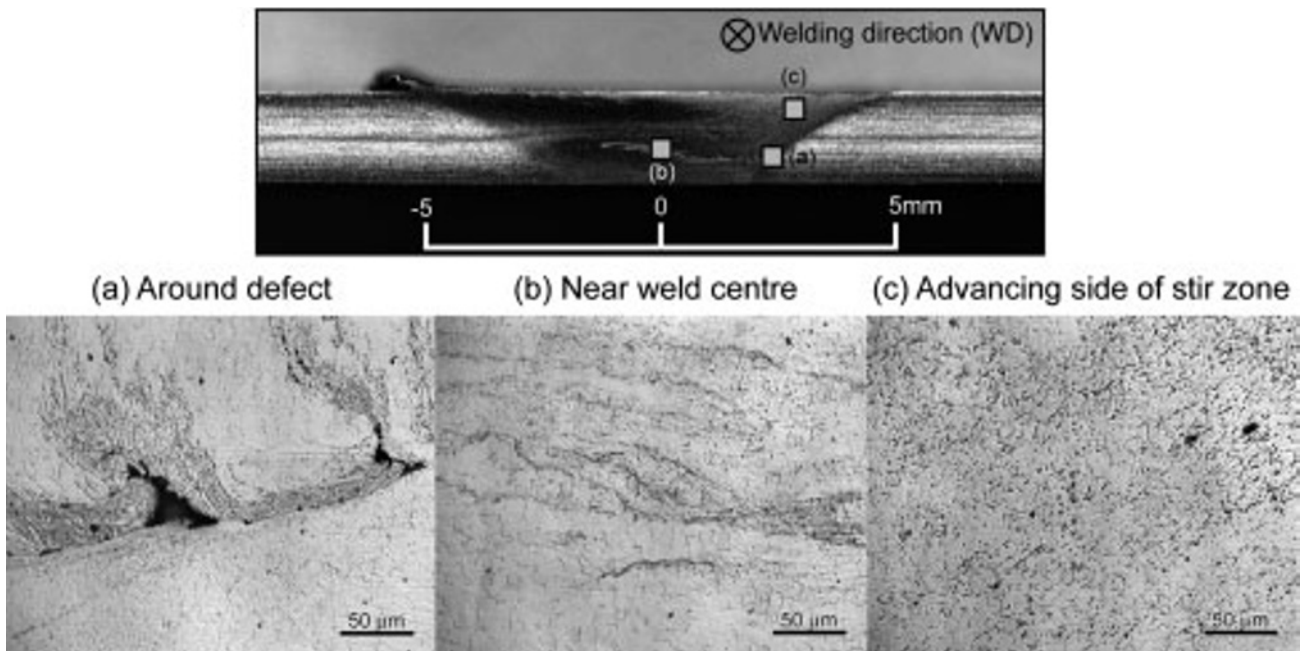 Welding direction (WD)
(c)
(a)
(b)
-5 0 5mm
(a) Around defect (b) Near weld centre (c) Advancing side of stir zone
50 μm 50 μm 50 μm